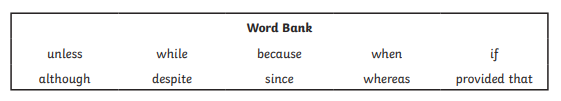 Word Bank
unless while because when if
although despite since whereas provided that